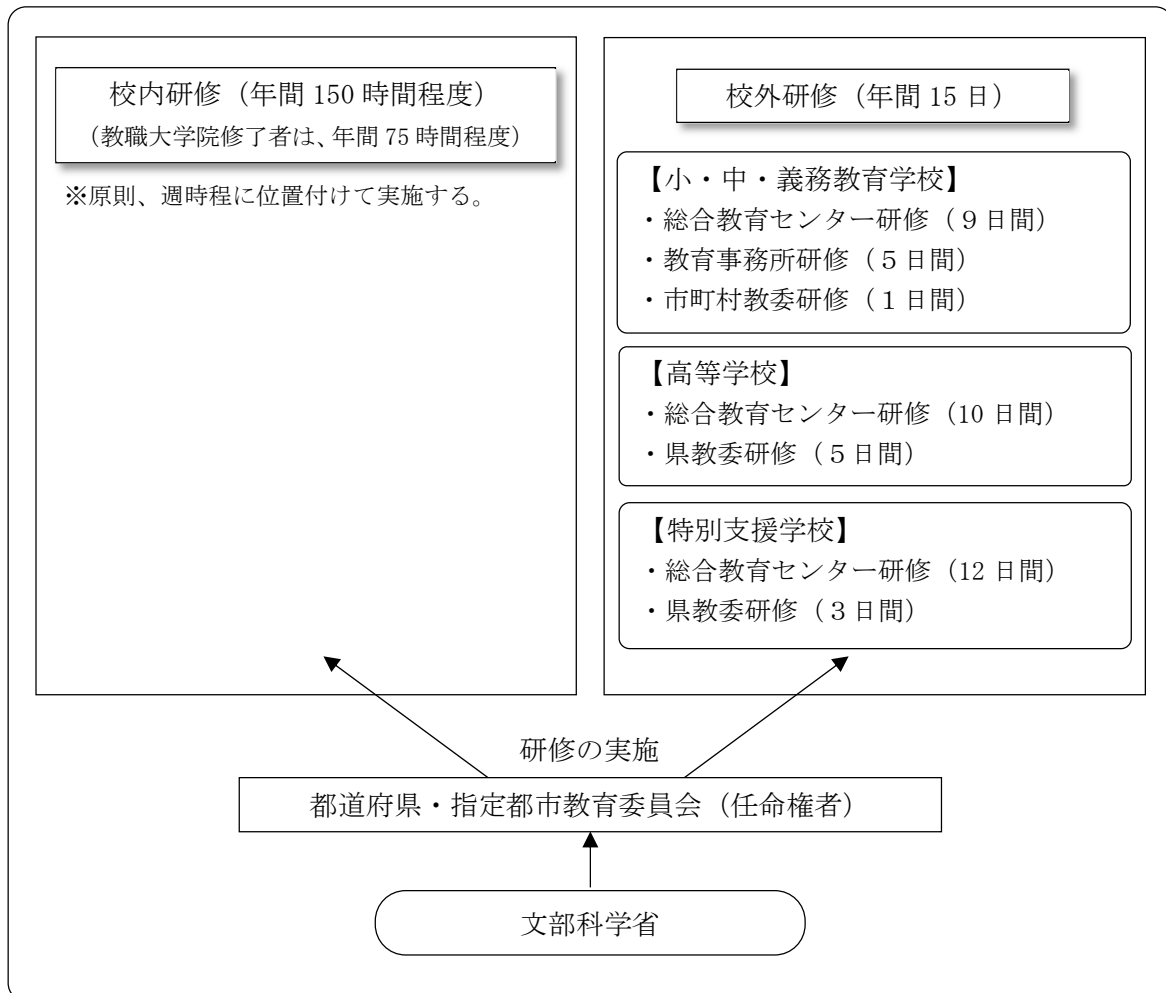 校内研修（年間 150 時間程度）
（教職大学院修了者は、年間 75 時間程度）
※原則、週時程に位置付けて実施する。
校外研修（年間 15 日）
【小・中・義務教育学校】
・総合教育センター研修（９日間）
・教育事務所研修（５日間）
・市町村教委研修（１日間）
【高等学校】
・総合教育センター研修（10 日間）
・県教委研修（５日間）
【特別支援学校】
・総合教育センター研修（12 日間）
・県教委研修（３日間）
研修の実施
都道府県・指定都市教育委員会（任命権者）
文部科学省